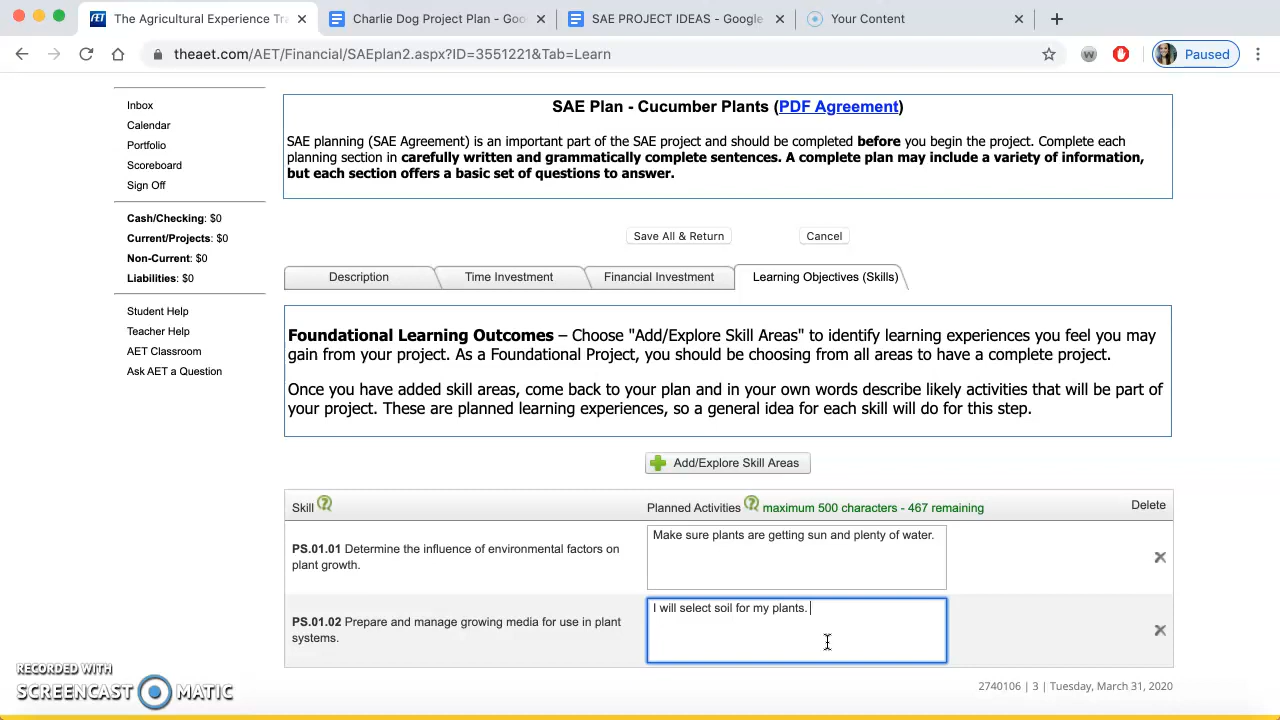 AET The Agricultural Experience Tra
Charlie Dog Project Plan - Goo
SAE PROJECT IDEAS - Google
Your Content
theaet.com/AET/Financial/SAEplan2.aspx?ID=3551221&Tab=Learn
W
Paused
Inbox
Calendar
Portfolio
Scoreboard
Sign Off
Cash/Checking: $0
Current/Projects: $0
Non-Current: $0
Liabilities: $0
Student Help
Teacher Help
AET Classroom
Ask AET a Question
SAE Plan - Cucumber Plants (PDF Agreement)
SAE planning (SAE Agreement) is an important part of the SAE project and should be completed before you begin the project. Complete each
planning section in carefully written and grammatically complete sentences. A complete plan may include a variety of information,
but each section offers a basic set of questions to answer.
Save All & Return
Cancel
Description
Time Investment
Financial Investment
Learning Objectives (Skills)
Foundational Learning Outcomes – Choose "Add/Explore Skill Areas" to identify learning experiences you feel you may
gain from your project. As a Foundational Project, you should be choosing from all areas to have a complete project.
Once you have added skill areas, come back to your plan and in your own words describe likely activities that will be part of
your project. These are planned learning experiences, so a general idea for each skill will do for this step.
Add/Explore Skill Areas
Skill
Planned Activities maximum 500 characters - 467 remaining
Delete
PS.01.01 Determine the influence of environmental factors on
plant growth.
Make sure plants are getting sun and plenty of water.
PS.01.02 Prepare and manage growing media for use in plant
systems.
I will select soil for my plants.
2740106 | 3 | Tuesday, March 31, 2020
RECORDED WITH
SCREENCAST MATIC